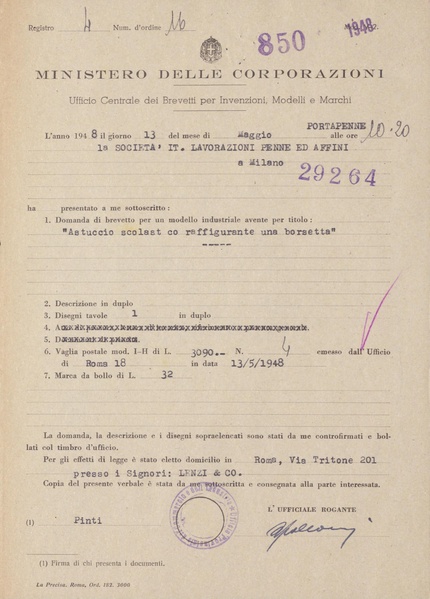 Registro 4 Num. d'ordine 16
850 1948
MINISTERO DELLE CORPORAZIONI
Ufficio Centrale dei Brevetti per Invenzioni, Modelli e Marchi
PORTAPENNE
L'anno 194 8 il giorno 13 del mese di Maggio alle ore 10.20
la SOCIETA' IT. LAVORAZIONI PENNE ED AFFINI
a Milano
29264
ha presentato a me sottoscritto :
1. Domanda di brevetto per un modello industriale avente per titolo :
"Astuccio scolast co raffigurante una borsetta"
-----
2. Descrizione in duplo
3. Disegni tavole 1 in duplo
4. A
5. D
6. Vaglia postale mod. I-H di L. 3090.- N. 4 emesso dall'Ufficio
di Roma 18 in data 13/5/1948
7. Marca da bollo di L. 32
La domanda, la descrizione e i disegni sopraelencati sono stati da me controfirmati e bol-
lati col timbro d'ufficio.
Per gli effetti di legge è stato eletto domicilio in Roma, Via Tritone 201
presso i Signori: LENZI & CO.
Copia del presente verbale è stata da me sottoscritta e consegnata alla parte interessata.
L'UFFICIALE ROGANTE
(1) Pinti
(1) Firma di chi presenta i documenti.
La Precisa. Roma, Ord. 182. 2000